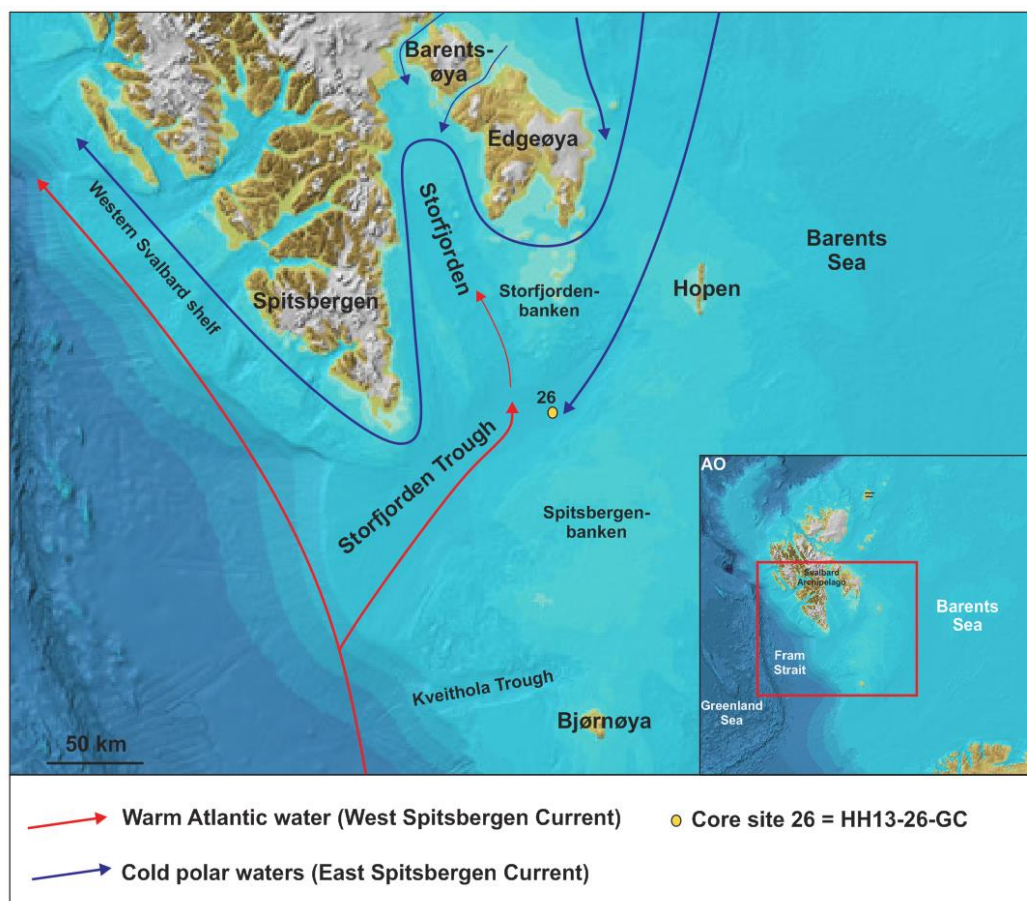 Barents-
øya
Edgeøya
Storfjorden
Western Svalbard shelf
Spitsbergen
Storfjorden-
banken
Hopen
Barents
Sea
26
Storfjorden Trough
Spitsbergen-
banken
Kveithola Trough
Bjørnøya
50 km
AO
Svalbard
Archipelago
Barents
Sea
Fram
Strait
Greenland
Sea
Warm Atlantic water (West Spitsbergen Current)
Core site 26 = HH13-26-GC
Cold polar waters (East Spitsbergen Current)